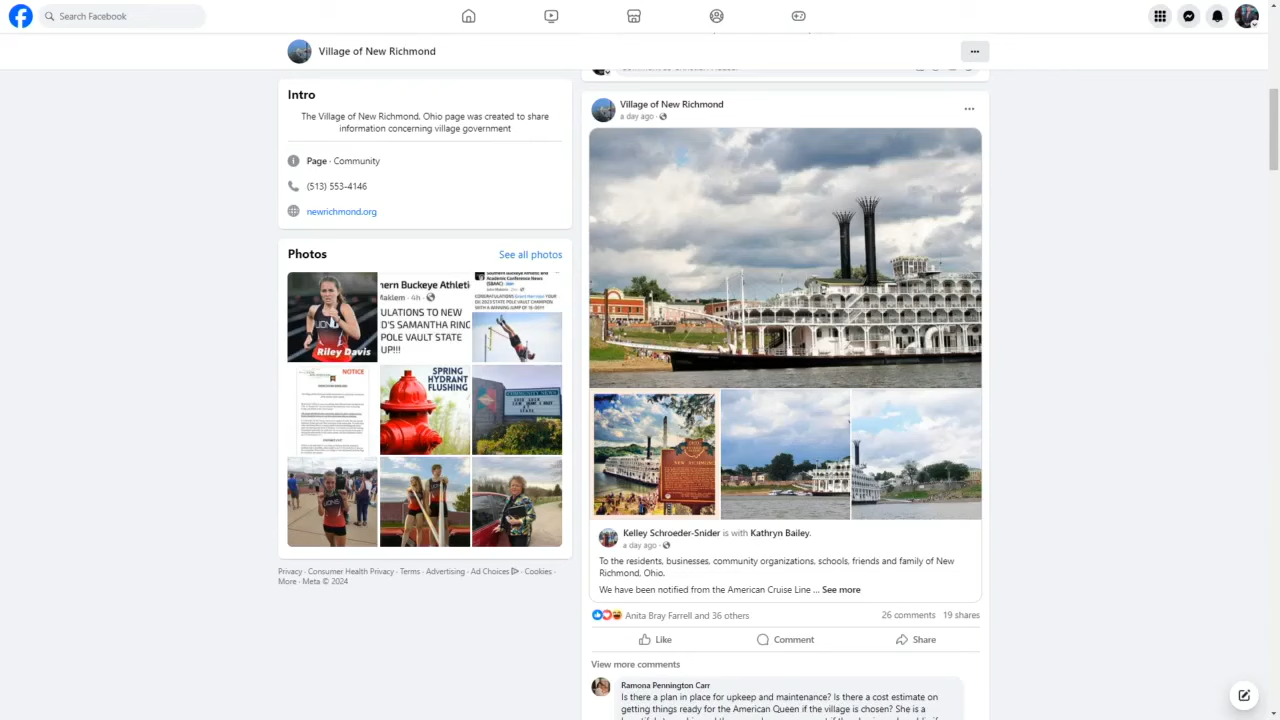 Search Facebook
Village of New Richmond
Intro
The Village of New Richmond, Ohio page was created to share
information concerning village government
Page · Community
(513) 553-4146
newrichmond.org
Photos
See all photos
Riley Davis
hern Buckeye Athleti
Maklem · 4h ·
ULATIONS TO NEW
D'S SAMANTHA RINC
POLE VAULT STATE
UP!!!
NOTICE
SPRING
HYDRANT
FLUSHING
Privacy · Consumer Health Privacy · Terms · Advertising · Ad Choices · Cookies ·
More · Meta © 2024
Village of New Richmond
a day ago ·
NEW RICHMOND
Kelley Schroeder-Snider is with Kathryn Bailey.
a day ago ·
To the residents, businesses, community organizations, schools, friends and family of New
Richmond, Ohio.
We have been notified from the American Cruise Line ... See more
Anita Bray Farrell and 36 others
26 comments 19 shares
Like
Comment
Share
View more comments
Ramona Pennington Carr
Is there a plan in place for upkeep and maintenance? Is there a cost estimate on
getting things ready for the American Queen if the village is chosen? She is a